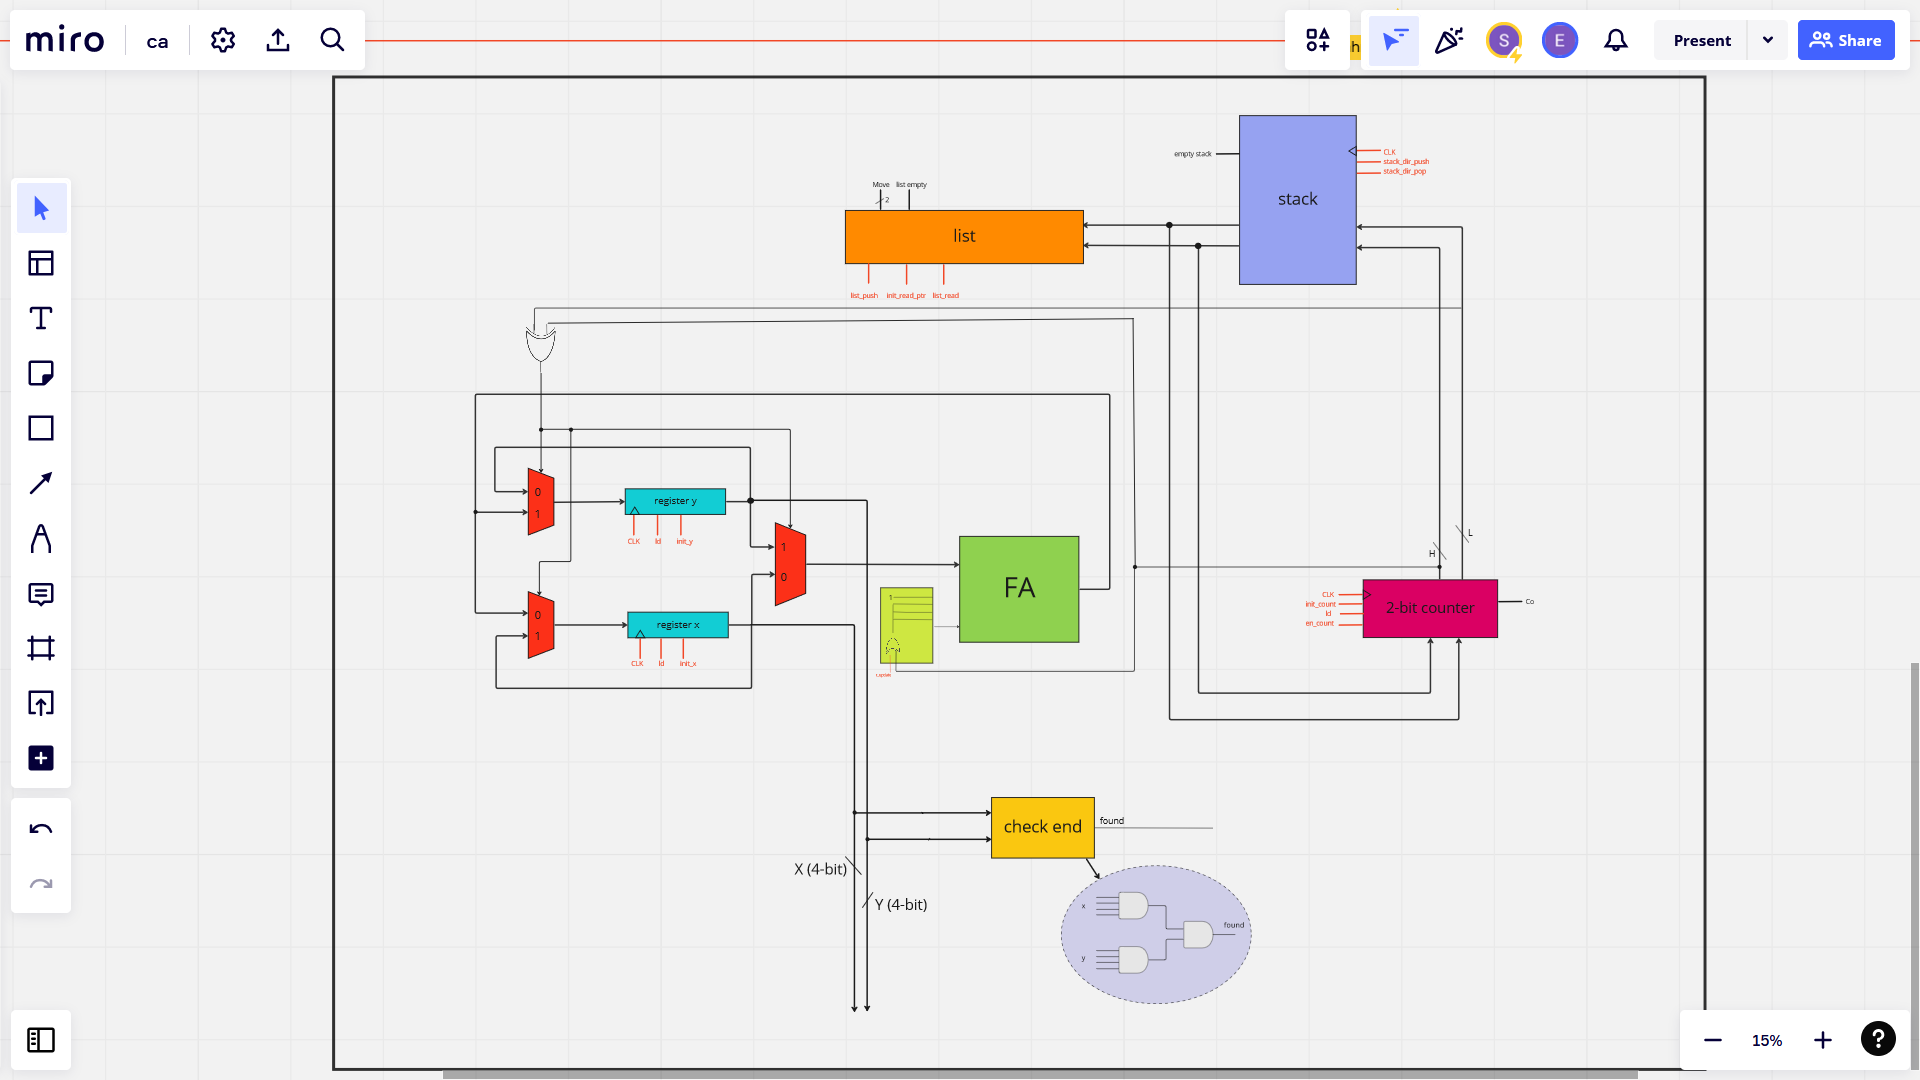 miro
ca
h
S
E
Present
Share
empty stack
stack
CLK
stack_dir_push
stack_dir_pop
Move
list empty
2
list
list_push
init_read_ptr
list_read
0
1
register y
CLK
ld
init_y
1
0
FA
1
H
L
2-bit counter
CLK
init_count
ld
en_count
Co
0
1
register x
CLK
ld
init_x
check end
found
X (4-bit)
Y (4-bit)
x
y
found
15%
?